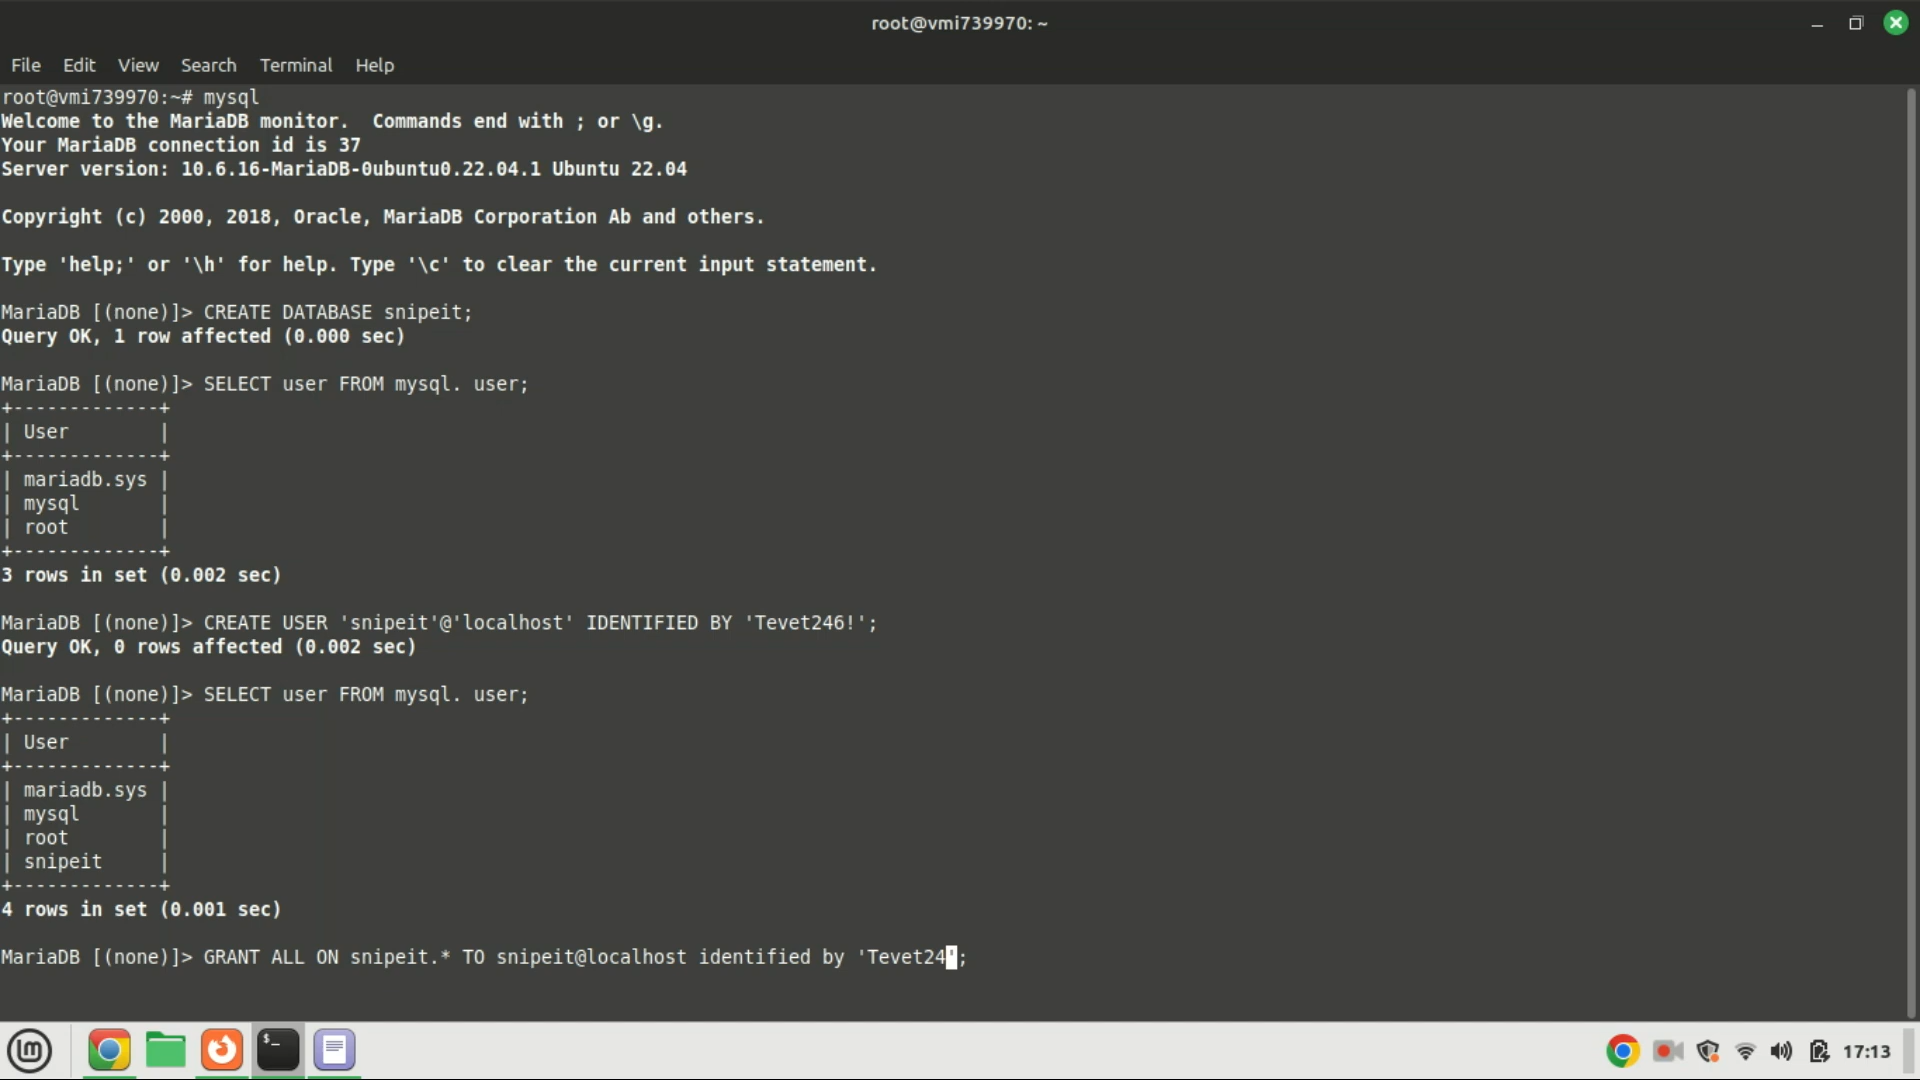 root@vmi739970: ~
File Edit View Search Terminal Help
root@vmi739970:~# mysql
Welcome to the MariaDB monitor.  Commands end with ; or \g.
Your MariaDB connection id is 37
Server version: 10.6.16-MariaDB-0ubuntu0.22.04.1 Ubuntu 22.04
Copyright (c) 2000, 2018, Oracle, MariaDB Corporation Ab and others.
Type 'help;' or '\h' for help. Type '\c' to clear the current input statement.
MariaDB [(none)]> CREATE DATABASE snipeit;
Query OK, 1 row affected (0.000 sec)
MariaDB [(none)]> SELECT user FROM mysql. user;
+-------------+
| User        |
+-------------+
| mariadb.sys |
| mysql       |
| root        |
+-------------+
3 rows in set (0.002 sec)
MariaDB [(none)]> CREATE USER 'snipeit'@'localhost' IDENTIFIED BY 'Tevet246!';
Query OK, 0 rows affected (0.002 sec)
MariaDB [(none)]> SELECT user FROM mysql. user;
+-------------+
| User        |
+-------------+
| mariadb.sys |
| mysql       |
| root        |
| snipeit     |
+-------------+
4 rows in set (0.001 sec)
MariaDB [(none)]> GRANT ALL ON snipeit.* TO snipeit@localhost identified by 'Tevet24';
17:13